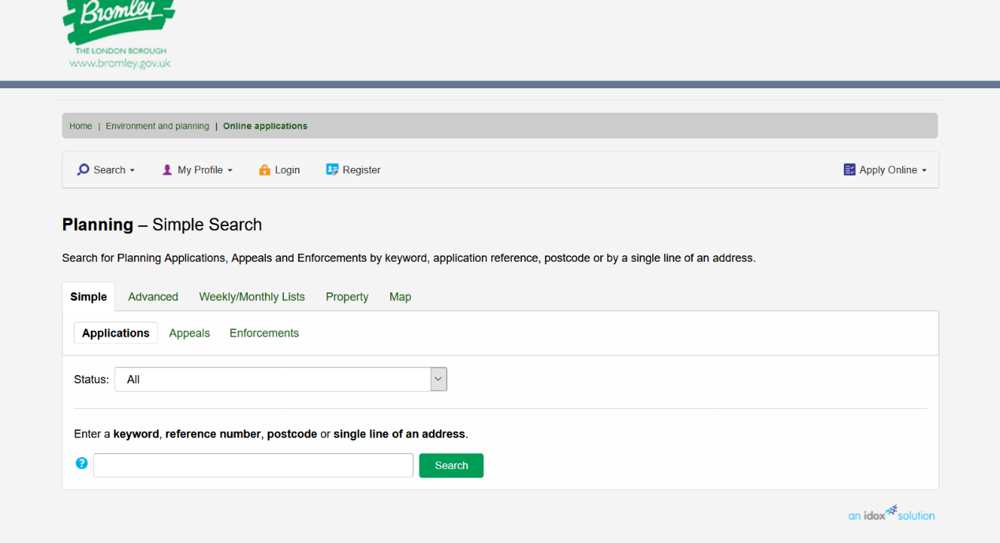 Bromley
THE LONDON BOROUGH
www.bromley.gov.uk
Home | Environment and planning | Online applications
Search My Profile Login Register Apply Online
Planning – Simple Search
Search for Planning Applications, Appeals and Enforcements by keyword, application reference, postcode or by a single line of an address.
Simple Advanced Weekly/Monthly Lists Property Map
Applications Appeals Enforcements
Status: All
Enter a keyword, reference number, postcode or single line of an address.
? Search
an idox solution